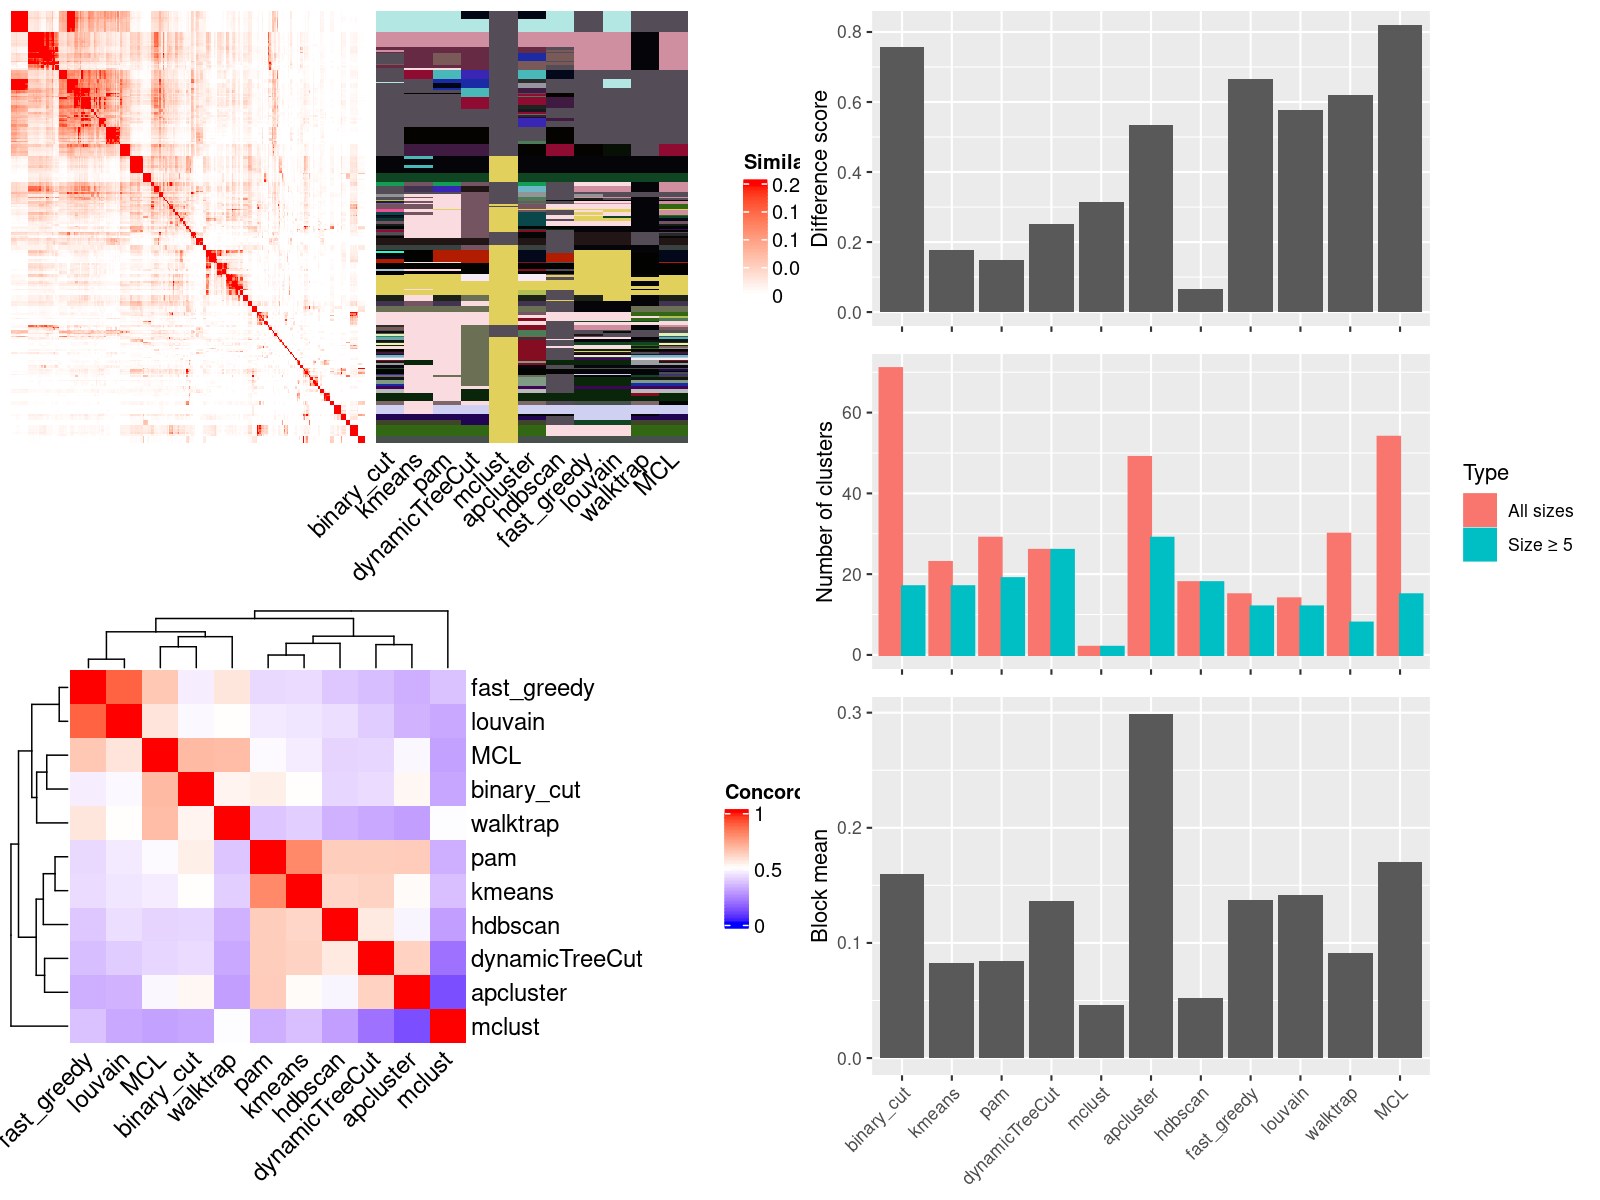 Simila
0.2
0.1
0.1
0.0
0
binary_cut
kmeans
pam
dynamicTreeCut
mclust
apcluster
hdbscan
fast_greedy
louvain
walktrap
MCL
fast_greedy
louvain
MCL
binary_cut
walktrap
pam
kmeans
hdbscan
dynamicTreeCut
apcluster
mclust
fast_greedy
louvain
MCL
binary_cut
walktrap
pam
kmeans
hdbscan
dynamicTreeCut
apcluster
mclust
Concord
1
0.5
0
Difference score
0.8
0.6
0.4
0.2
0.0
Number of clusters
60
40
20
0
Type
All sizes
Size ≥ 5
Block mean
0.3
0.2
0.1
0.0
binary_cut
kmeans
pam
dynamicTreeCut
mclust
apcluster
hdbscan
fast_greedy
louvain
walktrap
MCL